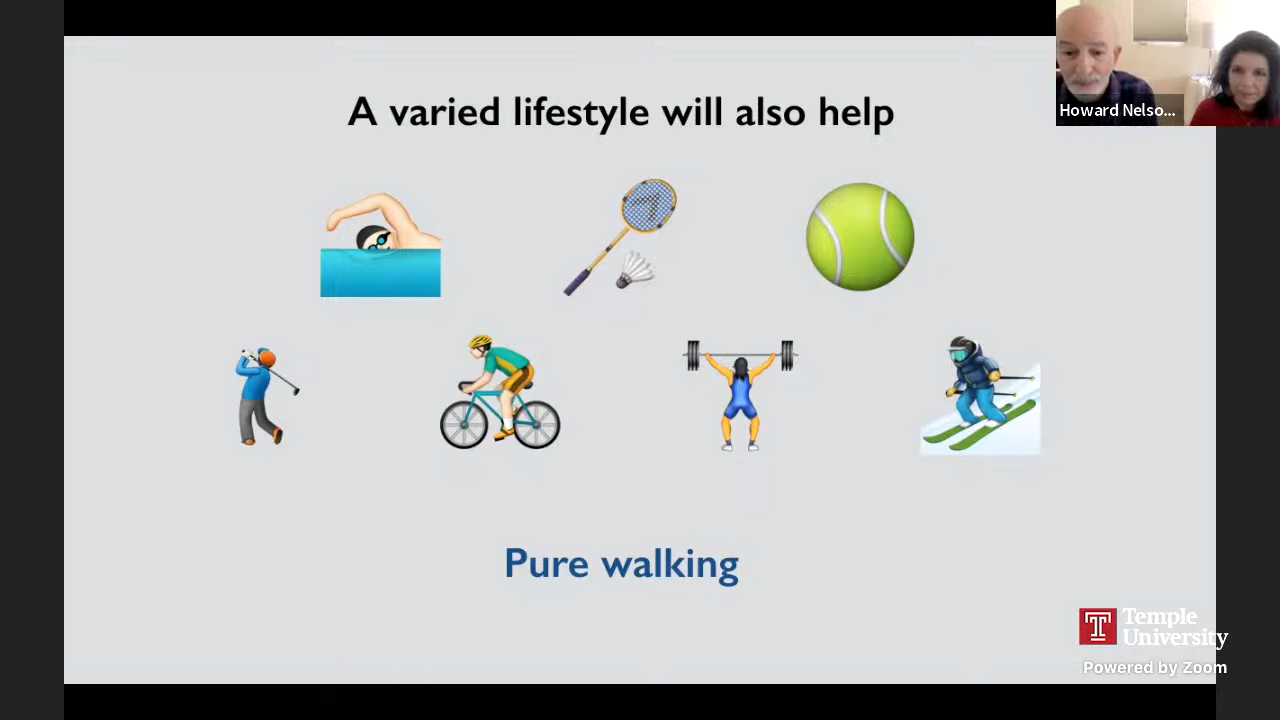 A varied lifestyle will also help
Howard Nelso...
Pure walking
Temple
University
Powered by Zoom